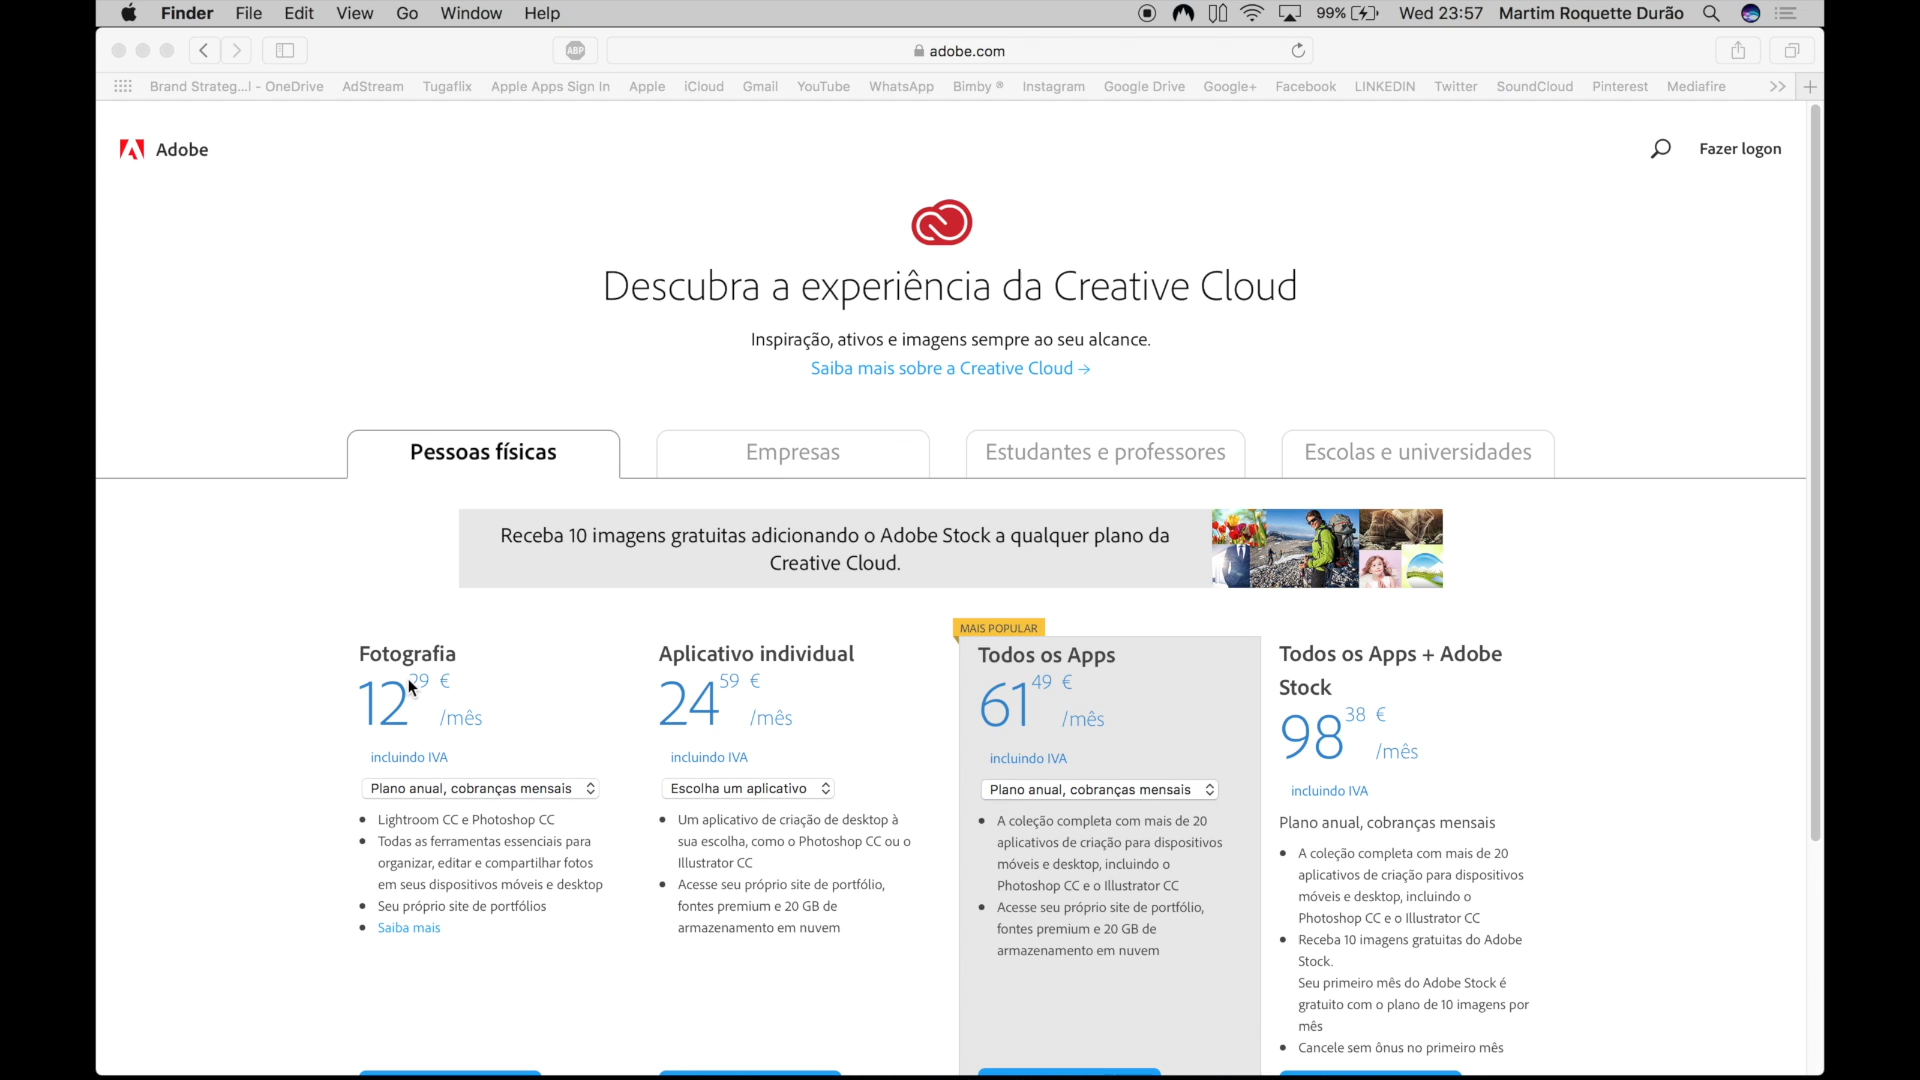 Finder File Edit View Go Window Help 99% Wed 23:57 Martim Roquette Durão
ABP adobe.com
Brand Strateg...l - OneDrive AdStream Tugaflix Apple Apps Sign In Apple iCloud Gmail YouTube WhatsApp Bimby ® Instagram Google Drive Google+ Facebook LINKEDIN Twitter SoundCloud Pinterest Mediafire
Adobe
Fazer logon
Descubra a experiência da Creative Cloud
Inspiração, ativos e imagens sempre ao seu alcance.
Saiba mais sobre a Creative Cloud →
Pessoas físicas
Empresas
Estudantes e professores
Escolas e universidades
Receba 10 imagens gratuitas adicionando o Adobe Stock a qualquer plano da
Creative Cloud.
Fotografia
12 29 €
/mês
incluindo IVA
Plano anual, cobranças mensais
• Lightroom CC e Photoshop CC
• Todas as ferramentas essenciais para
organizar, editar e compartilhar fotos
em seus dispositivos móveis e desktop
• Seu próprio site de portfólios
• Saiba mais
Aplicativo individual
24 59 €
/mês
incluindo IVA
Escolha um aplicativo
• Um aplicativo de criação de desktop à
sua escolha, como o Photoshop CC ou o
Illustrator CC
• Acesse seu próprio site de portfólio,
fontes premium e 20 GB de
armazenamento em nuvem
MAIS POPULAR
Todos os Apps
61 49 €
/mês
incluindo IVA
Plano anual, cobranças mensais
• A coleção completa com mais de 20
aplicativos de criação para dispositivos
móveis e desktop, incluindo o
Photoshop CC e o Illustrator CC
• Acesse seu próprio site de portfólio,
fontes premium e 20 GB de
armazenamento em nuvem
Todos os Apps + Adobe
Stock
98 38 €
/mês
incluindo IVA
Plano anual, cobranças mensais
• A coleção completa com mais de 20
aplicativos de criação para dispositivos
móveis e desktop, incluindo o
Photoshop CC e o Illustrator CC
• Receba 10 imagens gratuitas do Adobe
Stock.
Seu primeiro mês do Adobe Stock é
gratuito com o plano de 10 imagens por
mês
• Cancele sem ônus no primeiro mês